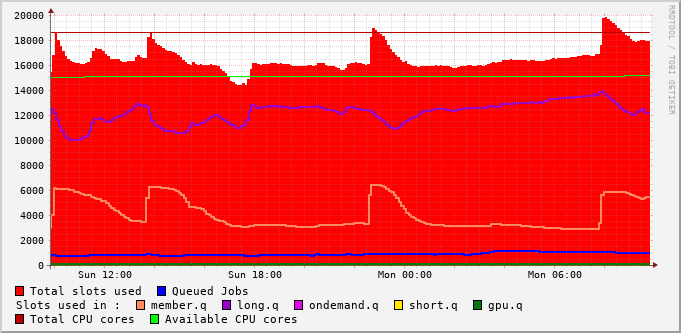 20000
18000
16000
14000
12000
10000
8000
6000
4000
2000
0
Sun 12:00 Sun 18:00 Mon 00:00 Mon 06:00
RRDTOOL / TOBI OETIKER
Total slots used Queued Jobs
Slots used in : member.q long.q ondemand.q short.q gpu.q
Total CPU cores Available CPU cores